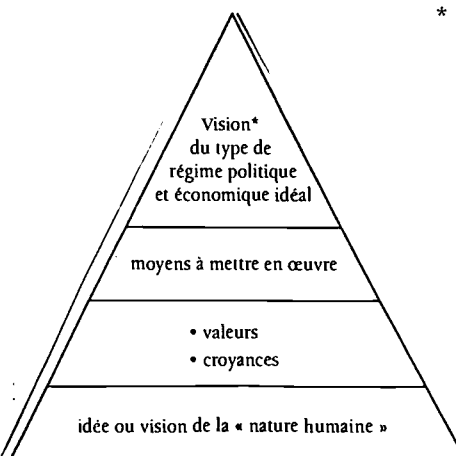 *
Vision*
du type de
régime politique
et économique idéal
moyens à mettre en œuvre
• valeurs
• croyances
idée ou vision de la « nature humaine »